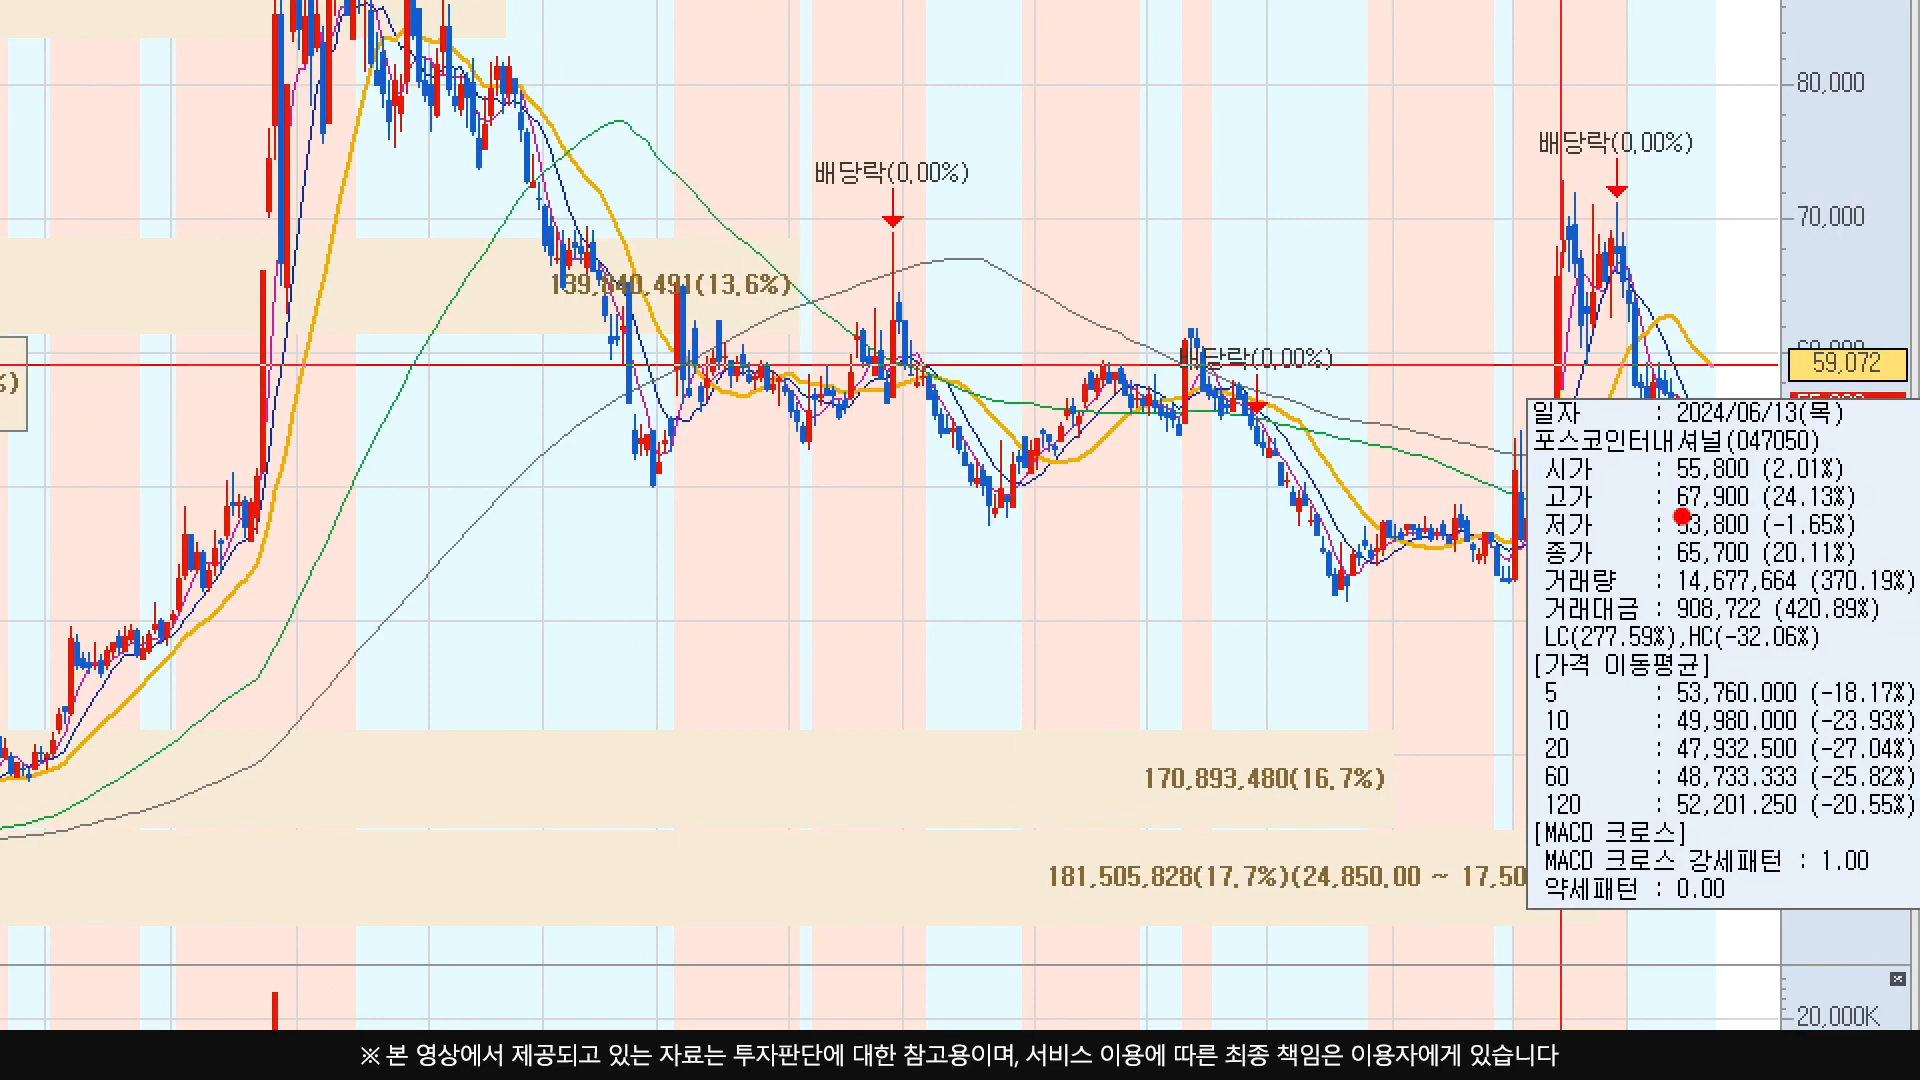 80,000
배당락(0.00%)
배당락(0.00%)
70,000
139,840,491(13.6%)
배당락(0.00%)
59,072
%)
일자 : 2024/06/13(목)
포스코인터내셔널(047050)
시가 : 55,800 (2.01%)
고가 : 67,900 (24.13%)
저가 : 53,800 (-1.65%)
종가 : 65,700 (20.11%)
거래량 : 14,677,664 (370.19%)
거래대금 : 908,722 (420.89%)
LC(277.59%),HC(-32.06%)
[가격 이동평균]
5 : 53,760.000 (-18.17%)
10 : 49,980.000 (-23.93%)
20 : 47,932.500 (-27.04%)
60 : 48,733.333 (-25.82%)
120 : 52,201.250 (-20.55%)
[MACD 크로스]
MACD 크로스 강세패턴 : 1.00
약세패턴 : 0.00
170,893,480(16.7%)
181,505,828(17.7%)(24,850.00 ~ 17,50
20,000K
※ 본 영상에서 제공되고 있는 자료는 투자판단에 대한 참고용이며, 서비스 이용에 따른 최종 책임은 이용자에게 있습니다